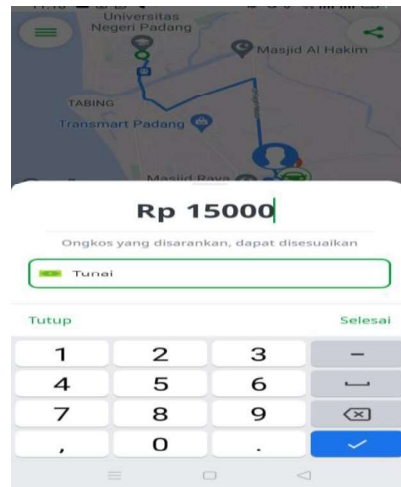 Universitas
Negeri Padang
Masjid Al Hakim
TABING
Transmart Padang
Masjid Raya
Rp 15000
Ongkos yang disarankan, dapat disesuaikan
Tunai
Tutup
Selesai
1 2 3 –
4 5 6
7 8 9
, 0 .